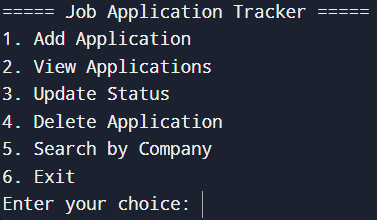 ===== Job Application Tracker =====
1. Add Application
2. View Applications
3. Update Status
4. Delete Application
5. Search by Company
6. Exit
Enter your choice: